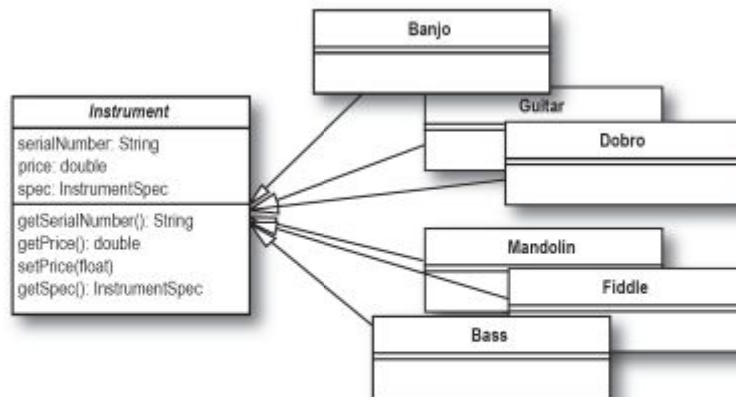 Banjo
Instrument
Guitar
serialNumber: String
Dobro
price: double
spec: InstrumentSpec
getSerialNumber(): String
getPrice(): double
setPrice(float)
getSpec(): InstrumentSpec
Mandolin
Fiddle
Bass